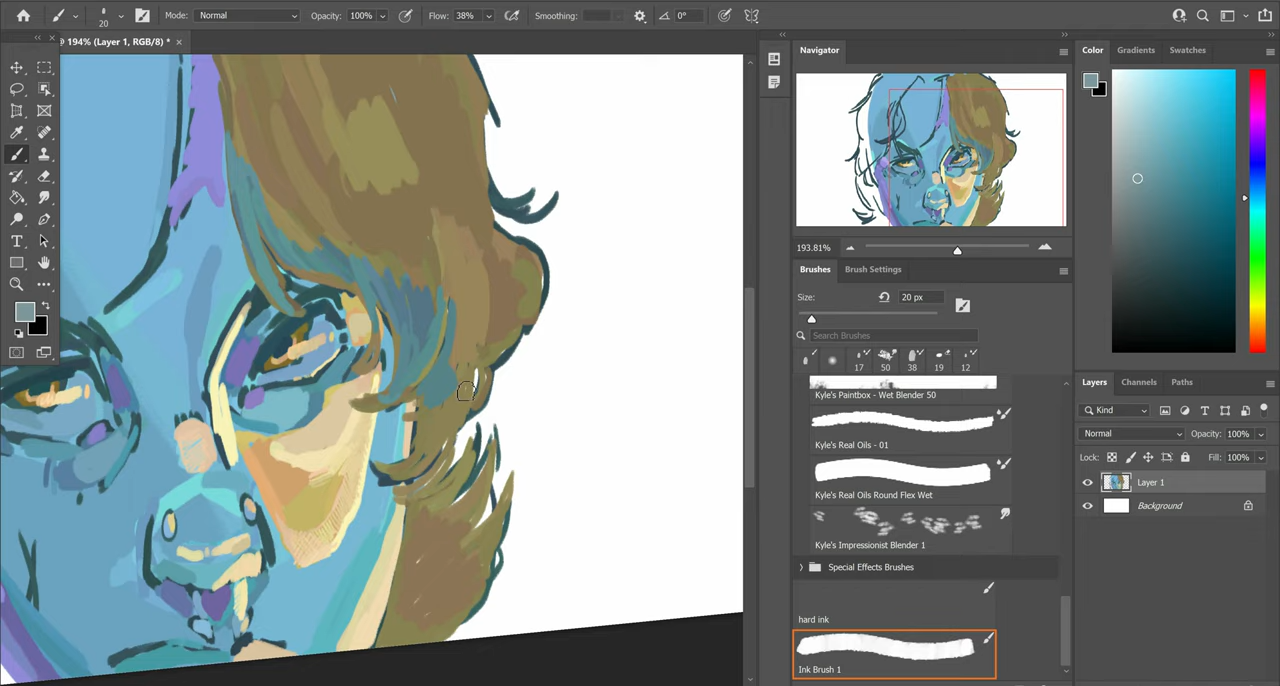 20
Mode: Normal
Opacity: 100%
Flow: 38%
Smoothing:
0°
@ 194% (Layer 1, RGB/8) * ×
Navigator
193.81%
Brushes
Brush Settings
Size:
20 px
Search Brushes
17
50
38
19
12
Kyle's Paintbox - Wet Blender 50
Kyle's Real Oils - 01
Kyle's Real Oils Round Flex Wet
Kyle's Impressionist Blender 1
Special Effects Brushes
hard ink
Ink Brush 1
Color
Gradients
Swatches
Layers
Channels
Paths
Kind
Normal
Opacity: 100%
Lock:
Fill: 100%
Layer 1
Background